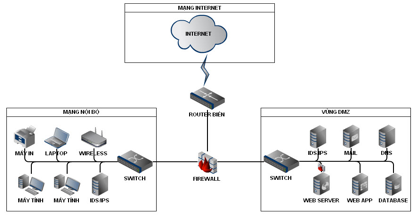 MẠNG INTERNET
INTERNET
ROUTER BIÊN
MẠNG NỘI BỘ
VÙNG DMZ
MÁY IN
LAPTOP
WIRELESS
IDS/IPS
MAIL
DNS
SWITCH
FIREWALL
SWITCH
MÁY TÍNH
MÁY TÍNH
IDS/IPS
WEB SERVER
WEB APP
DATABASE